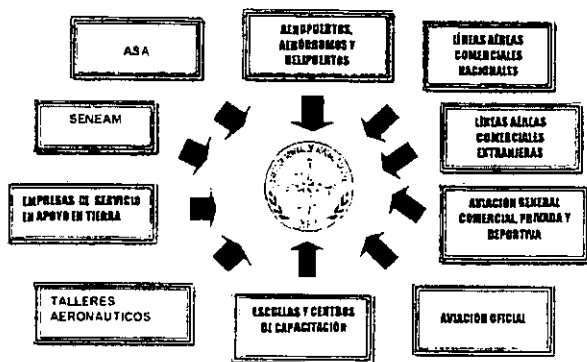 ASA
AEROPUERTOS,
AERÓDROMOS Y
HELIPUERTOS
LÍNEAS AÉREAS
COMERCIALES
NACIONALES
SENEAM
LÍNEAS AÉREAS
COMERCIALES
EXTRANJERAS
EMPRESAS DE SERVICIO
EN APOYO EN TIERRA
AVIACIÓN GENERAL
COMERCIAL, PRIVADA Y
DEPORTIVA
TALLERES
AERONAUTICOS
ESCUELAS Y CENTROS
DE CAPACITACIÓN
AVIACIÓN OFICIAL